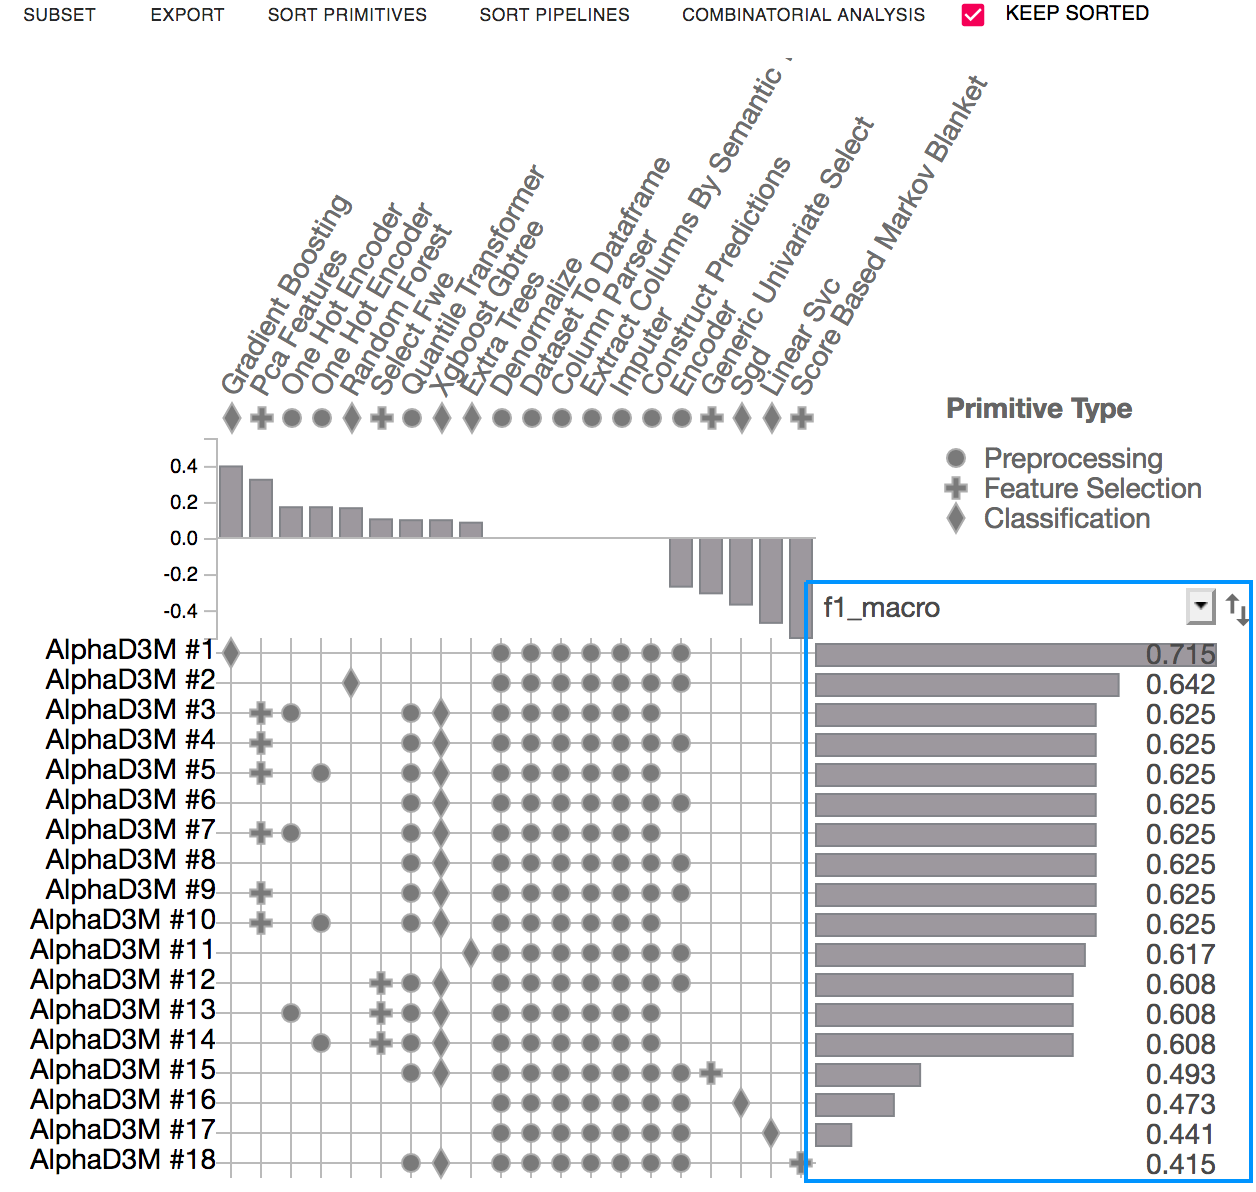 SUBSET EXPORT SORT PRIMITIVES SORT PIPELINES COMBINATORIAL ANALYSIS KEEP SORTED
Gradient Boosting
Pca Features
One Hot Encoder
One Hot Encoder
Random Forest
Select Fwe
Quantile Transformer
Xgboost Gbtree
Extra Trees
Denormalize
Dataset To Dataframe
Column Parser
Extract Columns By Semantic
Imputer
Construct Predictions
Encoder
Generic Univariate Select
Sgd
Linear Svc
Score Based Markov Blanket
Primitive Type
Preprocessing
Feature Selection
Classification
0.4
0.2
0.0
-0.2
-0.4
f1_macro
AlphaD3M #1 0.715
AlphaD3M #2 0.642
AlphaD3M #3 0.625
AlphaD3M #4 0.625
AlphaD3M #5 0.625
AlphaD3M #6 0.625
AlphaD3M #7 0.625
AlphaD3M #8 0.625
AlphaD3M #9 0.625
AlphaD3M #10 0.625
AlphaD3M #11 0.617
AlphaD3M #12 0.608
AlphaD3M #13 0.608
AlphaD3M #14 0.608
AlphaD3M #15 0.493
AlphaD3M #16 0.473
AlphaD3M #17 0.441
AlphaD3M #18 0.415